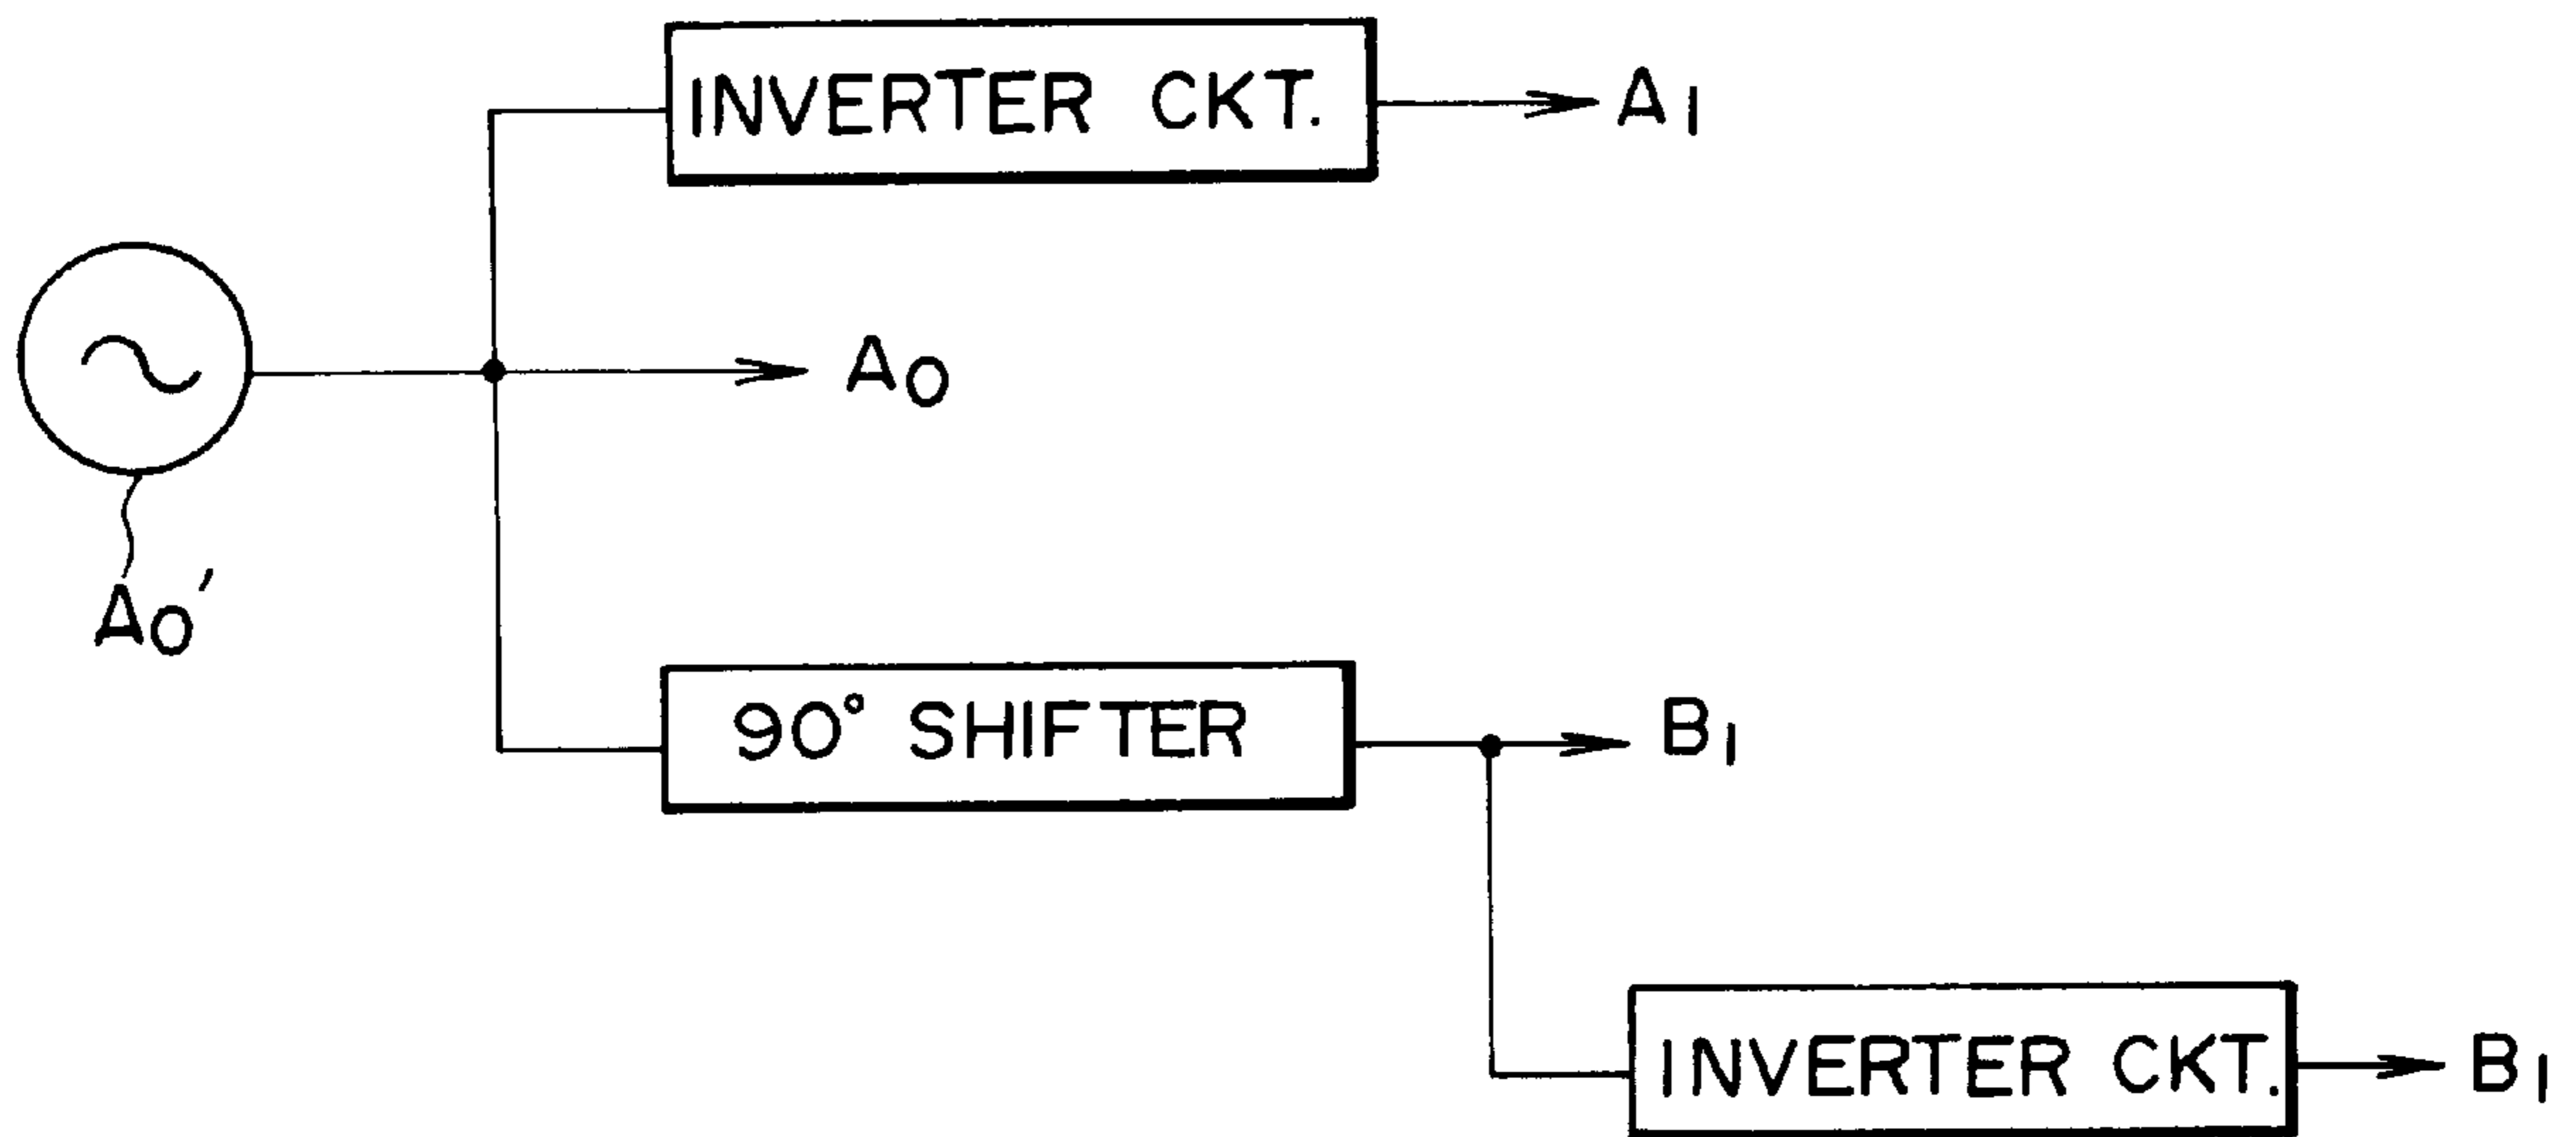 INVERTER CKT.
A1
A0
A0'
90° SHIFTER
B1
INVERTER CKT.
B1